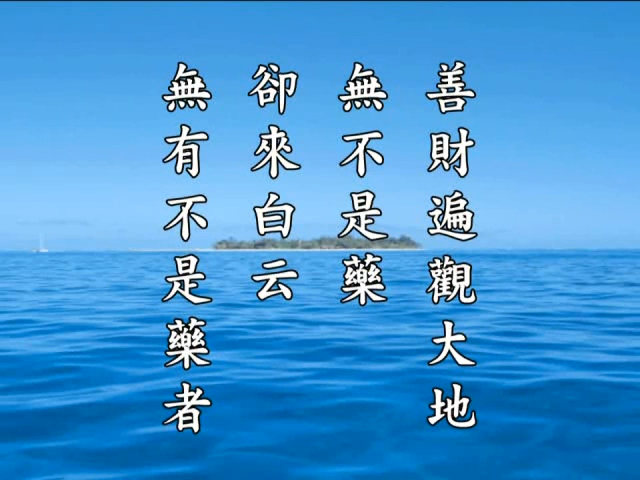 善財遍觀大地
無不是藥
卻來白云
無有不是藥者